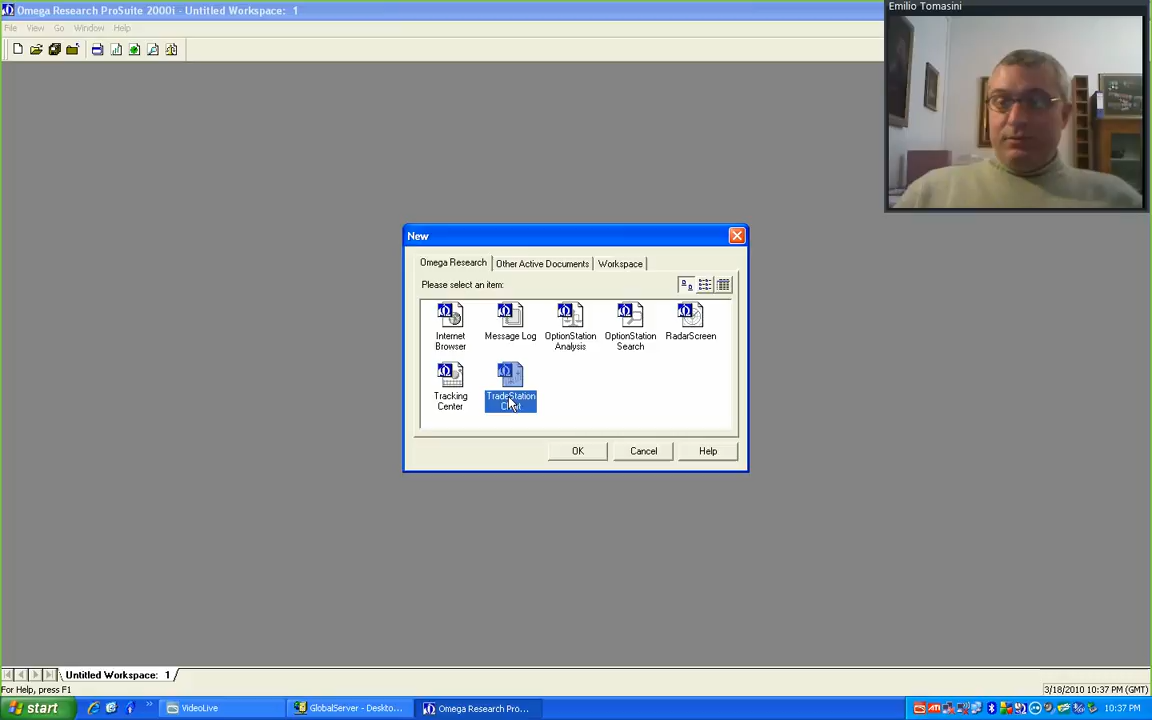 Omega Research ProSuite 2000i - Untitled Workspace: 1
Emilio Tomasini
File View Go Window Help
New
Omega Research
Other Active Documents
Workspace
Please select an item:
Internet
Browser
Message Log
OptionStation
Analysis
OptionStation
Search
RadarScreen
Tracking
Center
TradeStation
Chart
OK
Cancel
Help
Untitled Workspace: 1
For Help, press F1
3/18/2010 10:37 PM (GMT)
start
VideoLive
GlobalServer - Deskto...
Omega Research Pro...
10:37 PM